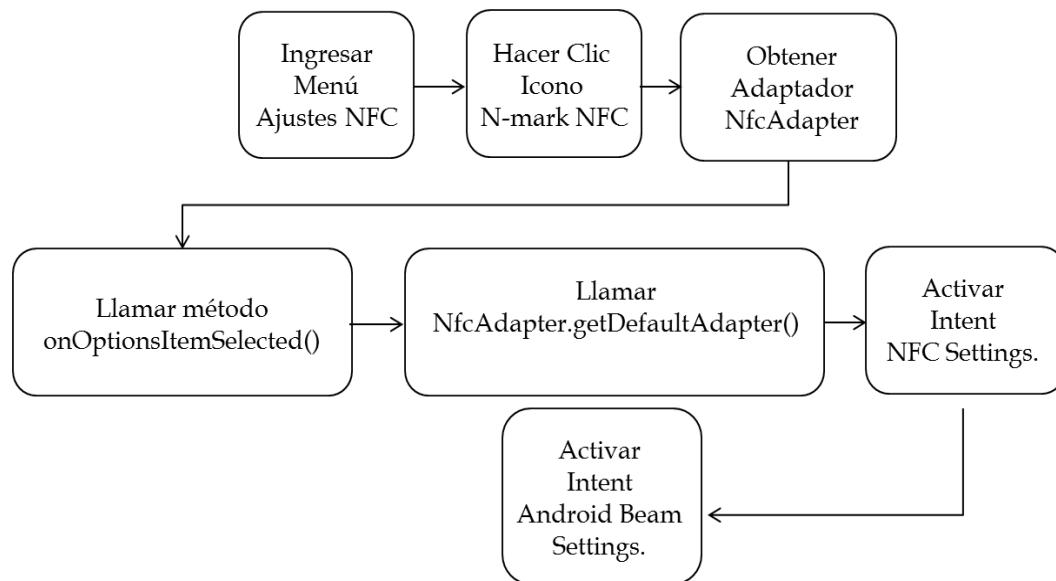 Ingresar
Menú
Ajustes NFC
Hacer Clic
Icono
N-mark NFC
Obtener
Adaptador
NfcAdapter
Llamar método
onOptionsItemSelected()
Llamar
NfcAdapter.getDefaultAdapter()
Activar
Intent
NFC Settings.
Activar
Intent
Android Beam
Settings.